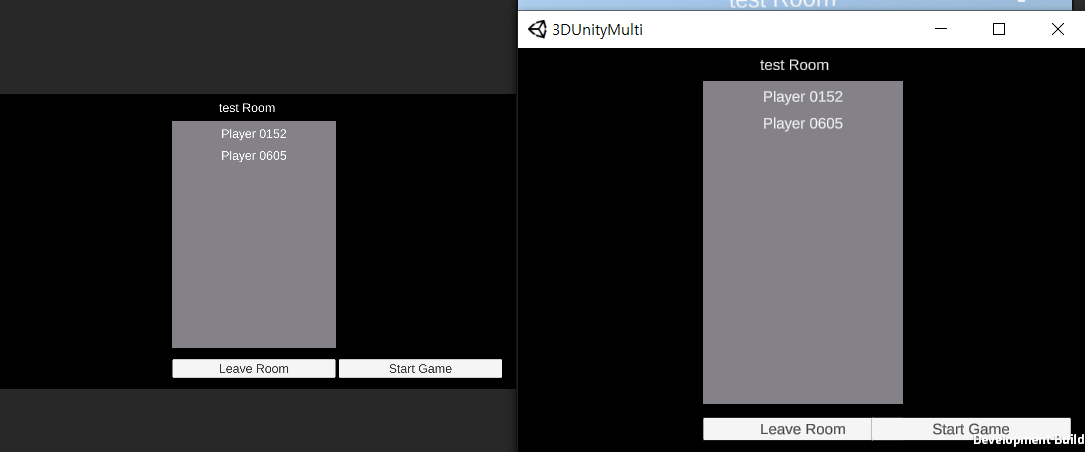 test Room
3DUnityMulti
test Room
Player 0152
Player 0605
Leave Room
Start Game
test Room
Player 0152
Player 0605
Leave Room
Start Game
Development Build